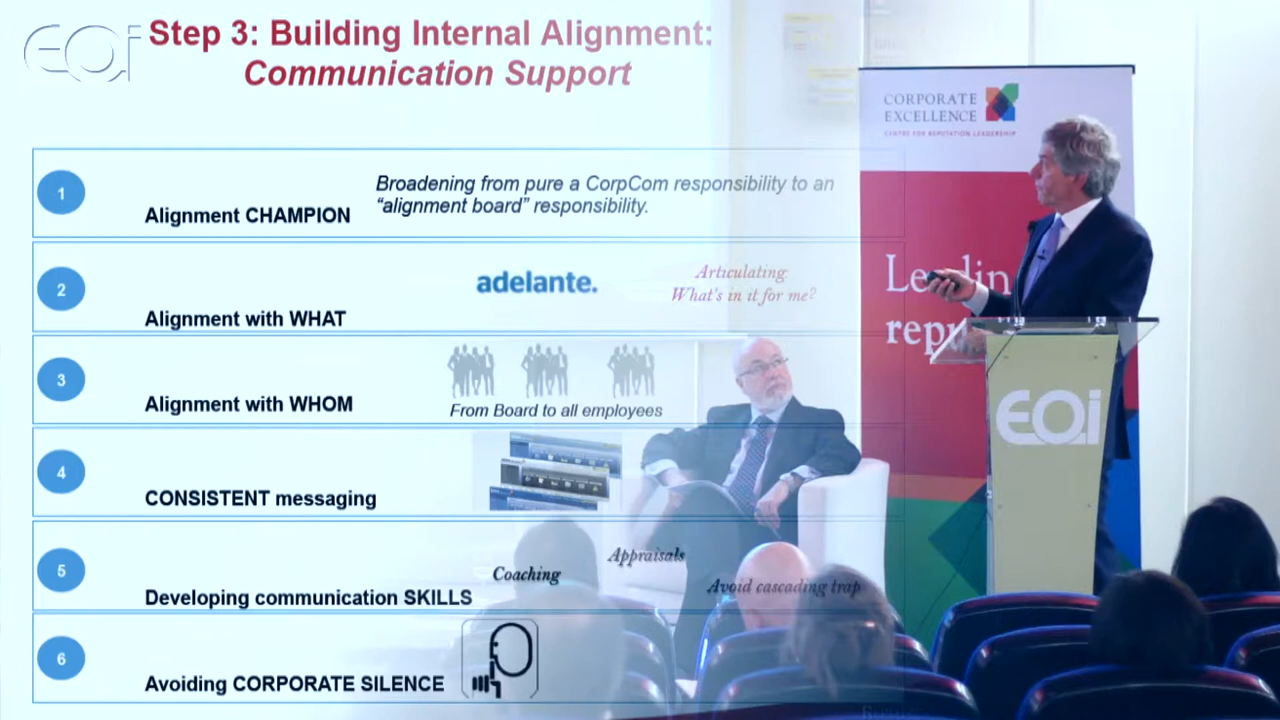 EOi
Step 3: Building Internal Alignment:
Communication Support
1
Alignment CHAMPION
Broadening from pure a CorpCom responsibility to an
“alignment board” responsibility.
2
Alignment with WHAT
adelante.
Articulating:
What's in it for me?
3
Alignment with WHOM
From Board to all employees
4
CONSISTENT messaging
5
Developing communication SKILLS
Coaching
Appraisals
Avoid cascading trap
6
Avoiding CORPORATE SILENCE
CORPORATE
EXCELLENCE
CENTRE FOR REPUTATION LEADERSHIP
EOi